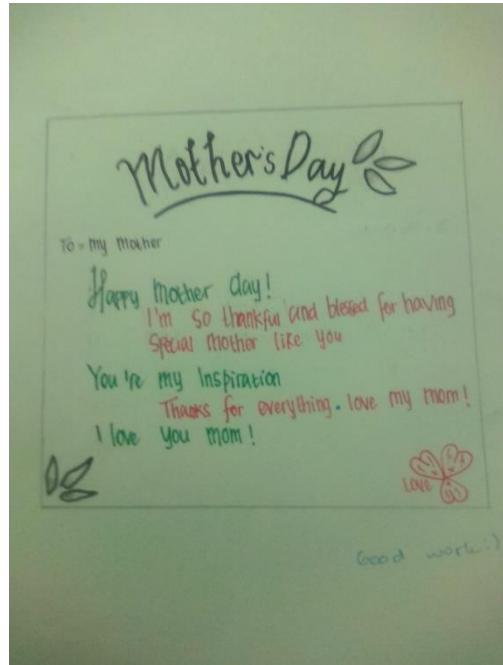 Mother's Day
To = my Mother
Happy mother day!
I'm so thankful and blessed for having
Special mother like you
You're my Inspiration
Thanks for everything. love my mom!
I love you mom!
Love
Good work :)